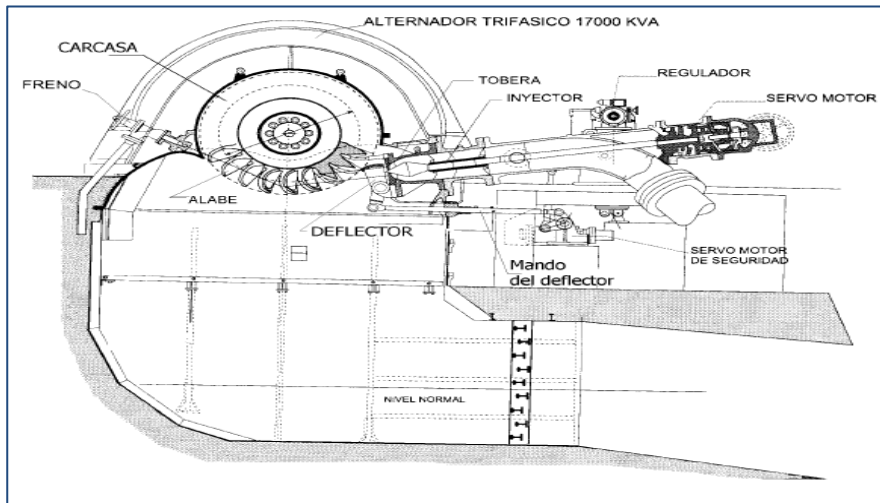 ALTERNADOR TRIFASICO 17000 KVA
CARCASA
FRENO
TOBERA
INYECTOR
REGULADOR
SERVO MOTOR
ALABE
DEFLECTOR
SERVO MOTOR
DE SEGURIDAD
Mando
del deflector
NIVEL NORMAL